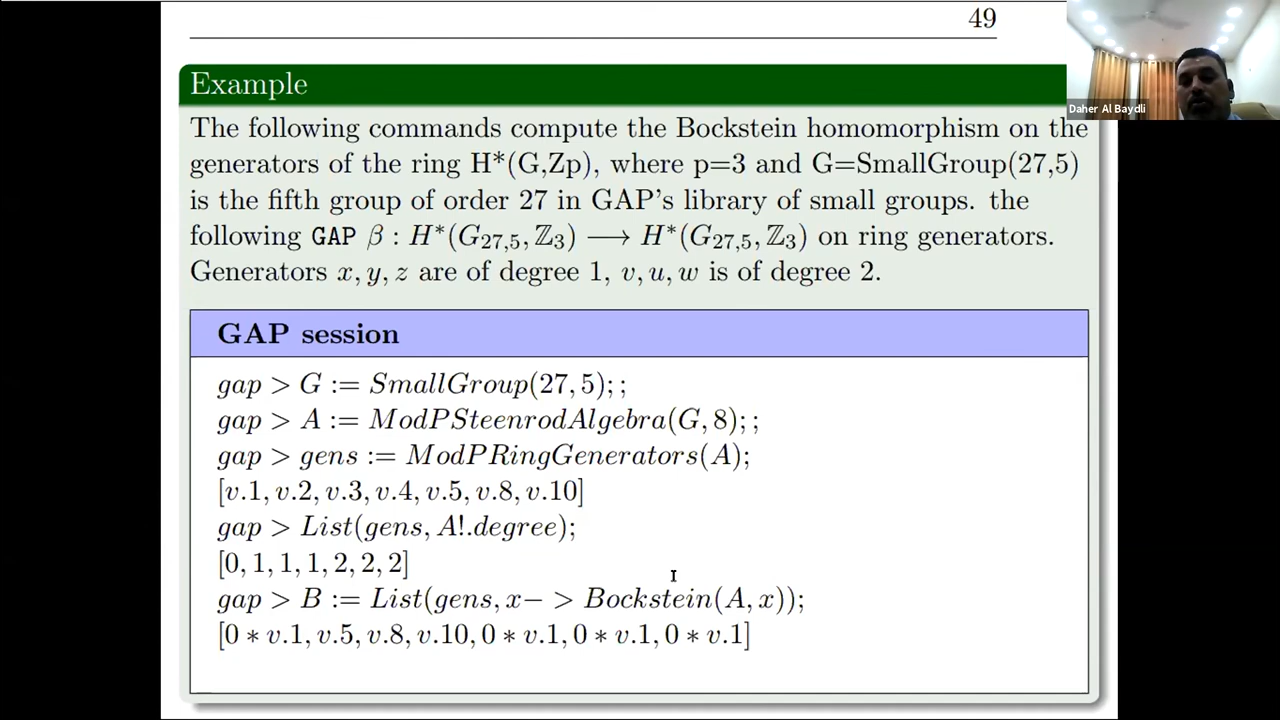 49
Daher Al Baydli
Example
The following commands compute the Bockstein homomorphism on the
generators of the ring H*(G,Zp), where p=3 and G=SmallGroup(27,5)
is the fifth group of order 27 in GAP's library of small groups. the
following GAP β : H*(G₂₇,₅, ℤ₃) ⟶ H*(G₂₇,₅, ℤ₃) on ring generators.
Generators x, y, z are of degree 1, v, u, w is of degree 2.
GAP session
gap > G := SmallGroup(27, 5); ;
gap > A := ModPSteenrodAlgebra(G, 8); ;
gap > gens := ModPRingGenerators(A);
[v.1, v.2, v.3, v.4, v.5, v.8, v.10]
gap > List(gens, A!.degree);
[0, 1, 1, 1, 2, 2, 2]
gap > B := List(gens, x− > Bockstein(A, x));
[0 ∗ v.1, v.5, v.8, v.10, 0 ∗ v.1, 0 ∗ v.1, 0 ∗ v.1]